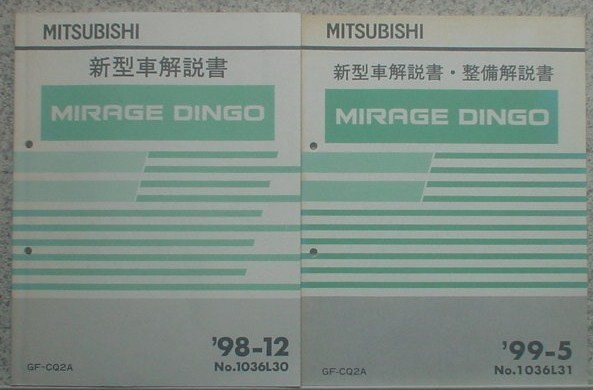 MITSUBISHI
新型車解説書
MIRAGE DINGO
'98-12
GF-CQ2A
No.1036L30
MITSUBISHI
新型車解説書・整備解説書
MIRAGE DINGO
'99-5
GF-CQ2A
No.1036L31